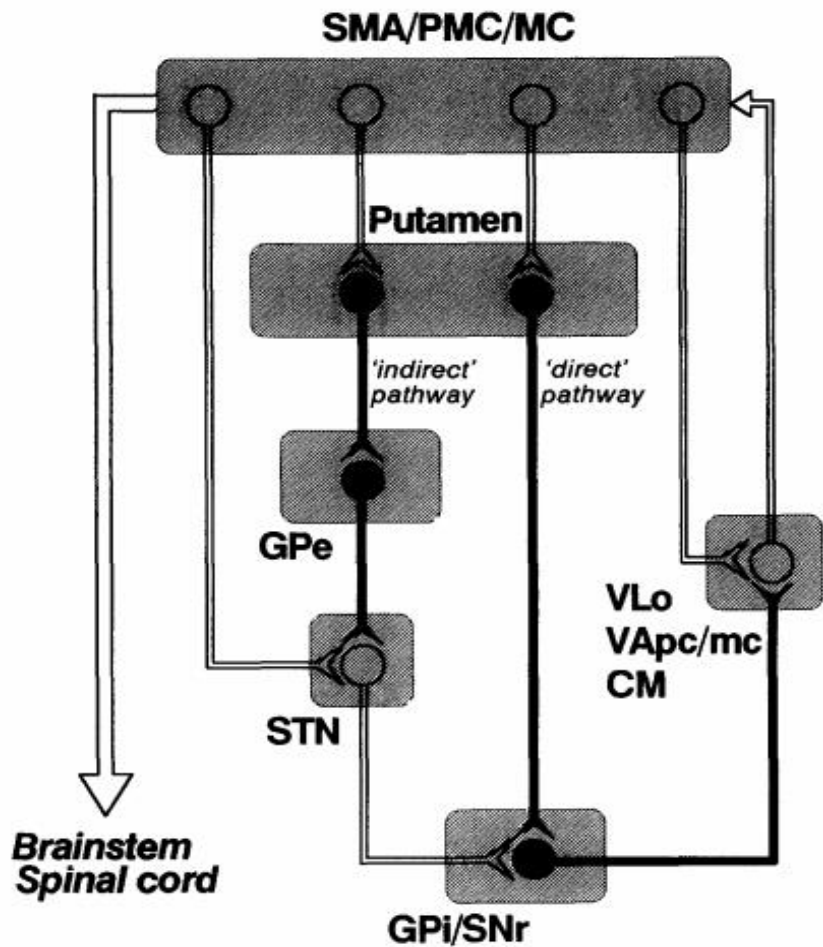 SMA/PMC/MC
Putamen
'indirect'
pathway
'direct'
pathway
GPe
VLo
VApc/mc
CM
STN
Brainstem
Spinal cord
GPi/SNr